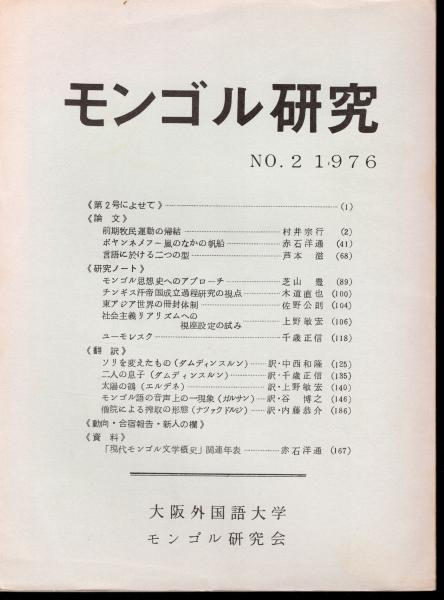 モンゴル研究
NO.2 1976
《第2号によせて》 (1)
《論文》
前期牧民運動の帰結 村井宗行 (2)
ボヤンネメフー嵐のなかの帆船 赤石洋通 (41)
言語に於ける二つの型 芦本 滋 (68)
《研究ノート》
モンゴル思想史へのアプローチ 芝山 豊 (89)
チンギス汗帝国成立過程研究の視点 木道直也 (100)
東アジア世界の冊封体制 佐野公則 (104)
社会主義リアリズムへの
視座設定の試み 上野敏宏 (106)
ユーモレスク 千歳正信 (118)
《翻訳》
ソリを変えたもの (ダムディンスルン) 訳・中西和隆 (125)
二人の息子 (ダムディンスルン) 訳・千歳正信 (135)
太陽の鶴 (エルデネ) 訳・上野敏宏 (140)
モンゴル語の音声上の一現象 (ガルサン) 訳・谷 博之 (146)
僧院による搾取の形態 (ナツァクドルジ) 訳・内藤恭介 (186)
《動向・合宿報告・新人の欄》
《資料》
「現代モンゴル文学概史」関連年表 赤石洋通 (167)
大阪外国語大学
モンゴル研究会